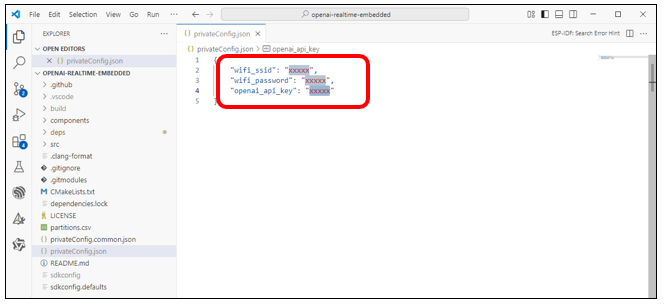 File Edit Selection View Go Run ... openai-realtime-embedded
EXPLORER
OPEN EDITORS
privateConfig.json
OPENAI-REALTIME-EMBEDDED
.github
.vscode
build
components
deps
src
.clang-format
.gitignore
.gitmodules
CMakeLists.txt
dependencies.lock
LICENSE
partitions.csv
privateConfig.common.json
privateConfig.json
README.md
sdkconfig
sdkconfig.defaults
privateConfig.json
ESP-IDF: Search Error Hint
privateConfig.json > openai_api_key
1 {
2 "wifi_ssid": "xxxxx",
3 "wifi_password": "xxxxx",
4 "openai_api_key": "xxxxx"
5 }